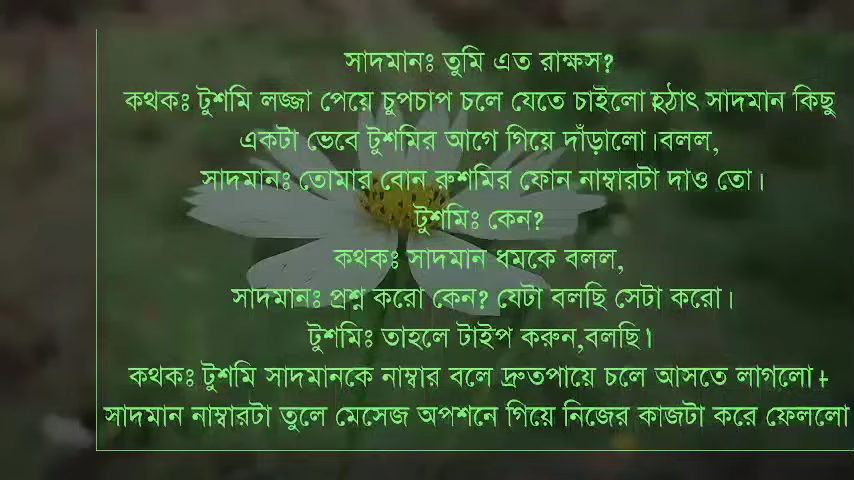 সাদমানঃ তুমি এত রাক্ষস?
কথকঃ টুশমি লজ্জা পেয়ে চুপচাপ চলে যেতে চাইলো।হঠাৎ সাদমান কিছু
একটা ভেবে টুশমির আগে গিয়ে দাঁড়ালো।বলল,
সাদমানঃ তোমার বোন রুশমির ফোন নাম্বারটা দাও তো।
টুশমিঃ কেন?
কথকঃ সাদমান ধমকে বলল,
সাদমানঃ প্রশ্ন করো কেন? যেটা বলছি সেটা করো।
টুশমিঃ তাহলে টাইপ করুন,বলছি।
কথকঃ টুশমি সাদমানকে নাম্বার বলে দ্রুতপায়ে চলে আসতে লাগলো।
সাদমান নাম্বারটা তুলে মেসেজ অপশনে গিয়ে নিজের কাজটা করে ফেললো